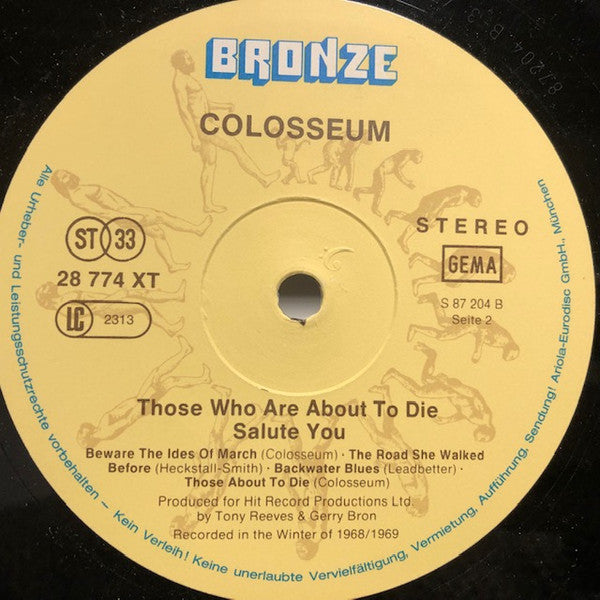 BRONZE
COLOSSEUM
ST 33
28 774 XT
LC 2313
STEREO
GEMA
S 87 204 B
Seite 2
Those Who Are About To Die
Salute You
Beware The Ides Of March (Colosseum) · The Road She Walked
Before (Heckstall-Smith) · Backwater Blues (Leadbetter) ·
Those About To Die (Colosseum)
Produced for Hit Record Productions Ltd.
by Tony Reeves & Gerry Bron
Recorded in the Winter of 1968/1969
Alle Urheber- und Leistungsschutzrechte vorbehalten – Kein Verleih! Keine unerlaubte Vervielfältigung, Vermietung, Aufführung, Sendung! Ariola-Eurodisc GmbH., München